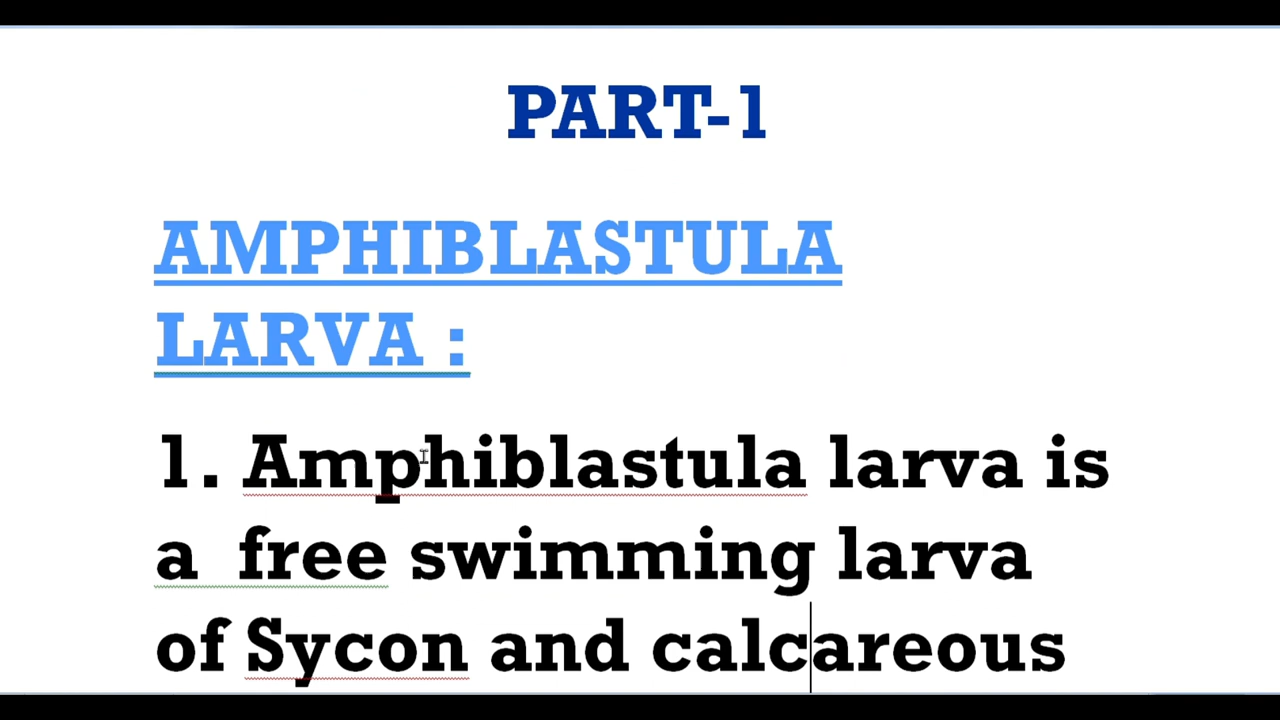 PART-1
AMPHIBLASTULA
LARVA :
1. Amphiblastula larva is
a free swimming larva
of Sycon and calcareous